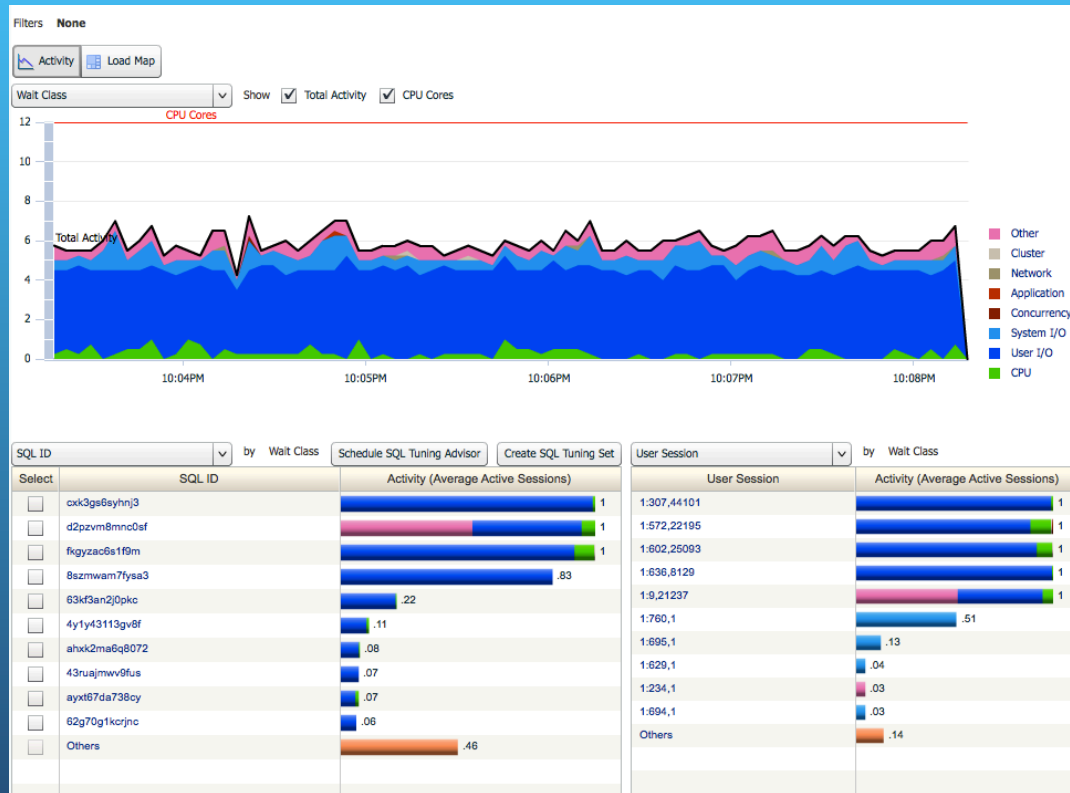 Filters None
Activity Load Map
Wait Class Show Total Activity CPU Cores
CPU Cores
12
10
8
6
4
2
0
Total Activity
10:04PM 10:05PM 10:06PM 10:07PM 10:08PM
Other
Cluster
Network
Application
Concurrency
System I/O
User I/O
CPU
SQL ID by Wait Class Schedule SQL Tuning Advisor Create SQL Tuning Set
Select SQL ID Activity (Average Active Sessions)
cxk3gs6syhnj3 1
d2pzvm8mnc0sf 1
fkgyzac6s1f9m 1
8szmwam7fysa3 .83
63kf3an2j0pkc .22
4y1y43113gv8f .11
ahxk2ma6q8072 .08
43ruajmwv9fus .07
ayxt67da738cy .07
62g70g1kcrjnc .06
Others .46
User Session by Wait Class
User Session Activity (Average Active Sessions)
1:307,44101 1
1:572,22195 1
1:602,25093 1
1:636,8129 1
1:9,21237 1
1:760,1 .51
1:695,1 .13
1:629,1 .04
1:234,1 .03
1:694,1 .03
Others .14